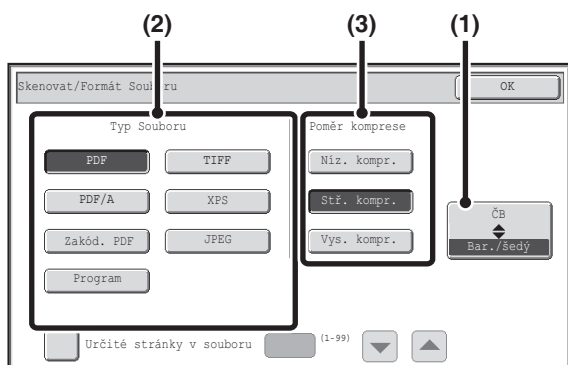 (2) (3) (1)
Skenovat/Formát Souboru OK
Typ Souboru Poměr komprese
PDF TIFF Níz. kompr.
PDF/A XPS Stř. kompr. ČB
Zakód. PDF JPEG Vys. kompr. Bar./šedý
Program
Určité stránky v souboru (1-99)